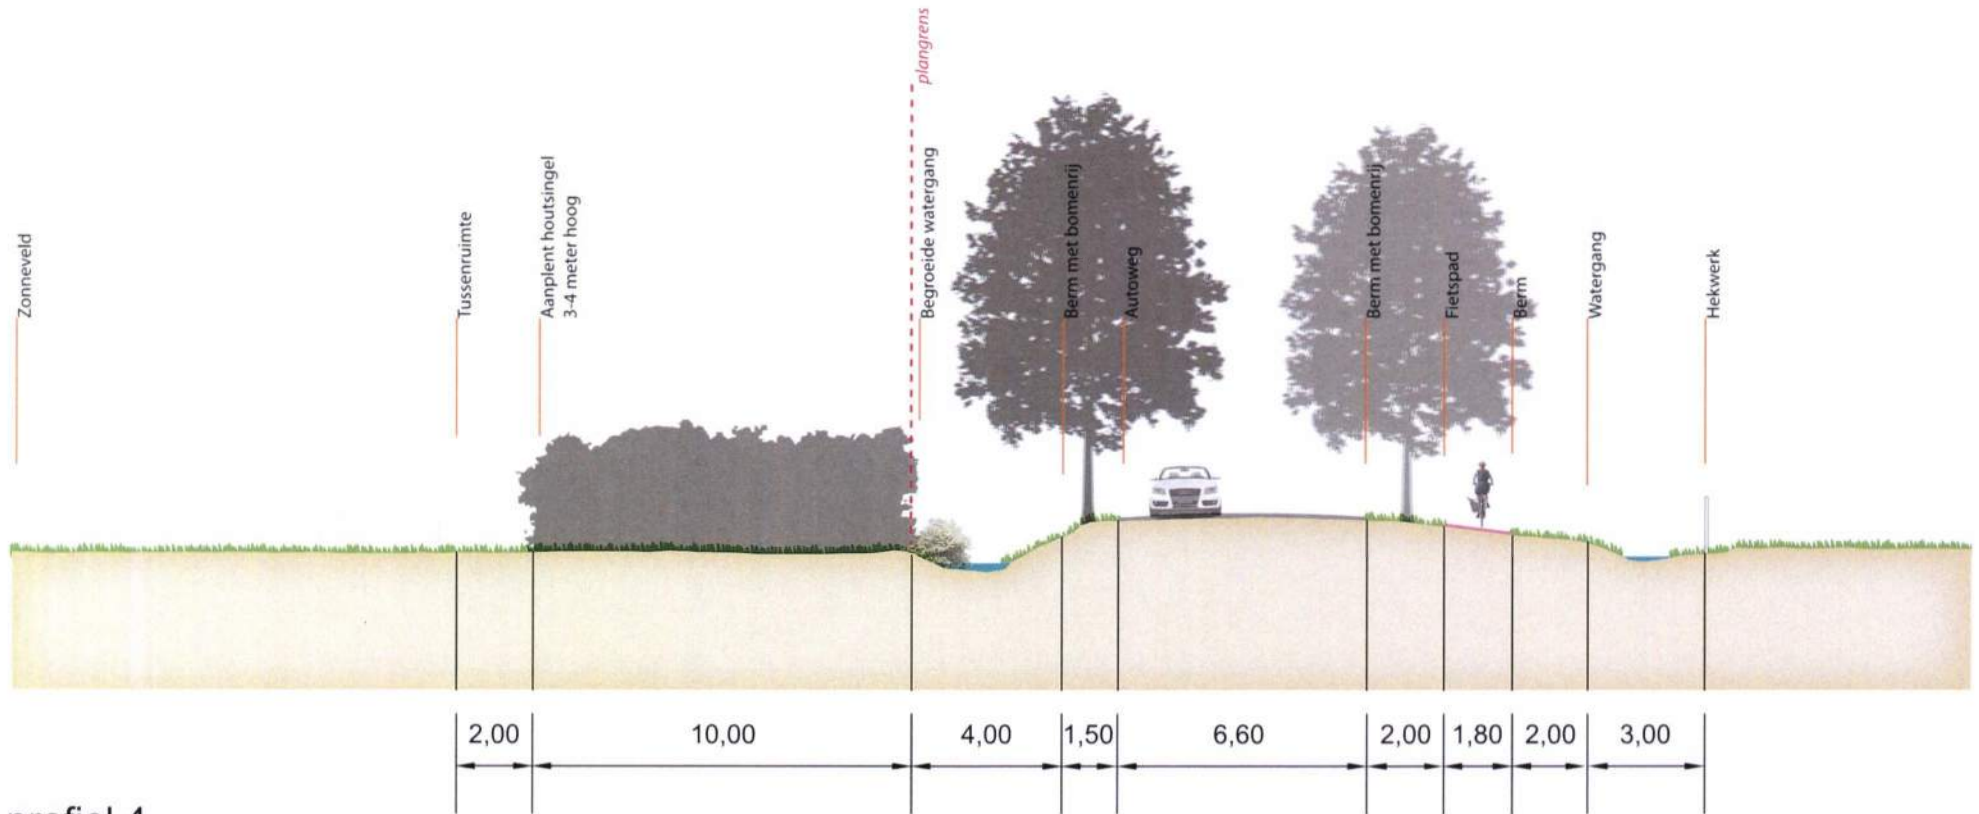 plangrens
Zonneveld
Tussenruimte
Aanplent houtsingel
3-4 meter hoog
Begroeide watergang
Berm met bomenrij
Autoweg
Berm met bomenrij
Fietspad
Berm
Watergang
Hekwerk
2,00
10,00
4,00
1,50
6,60
2,00
1,80
2,00
3,00